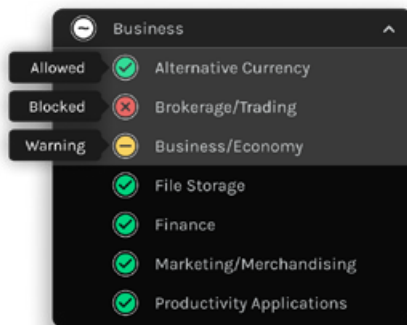 Business
Allowed Alternative Currency
Blocked Brokerage/Trading
Warning Business/Economy
File Storage
Finance
Marketing/Merchandising
Productivity Applications